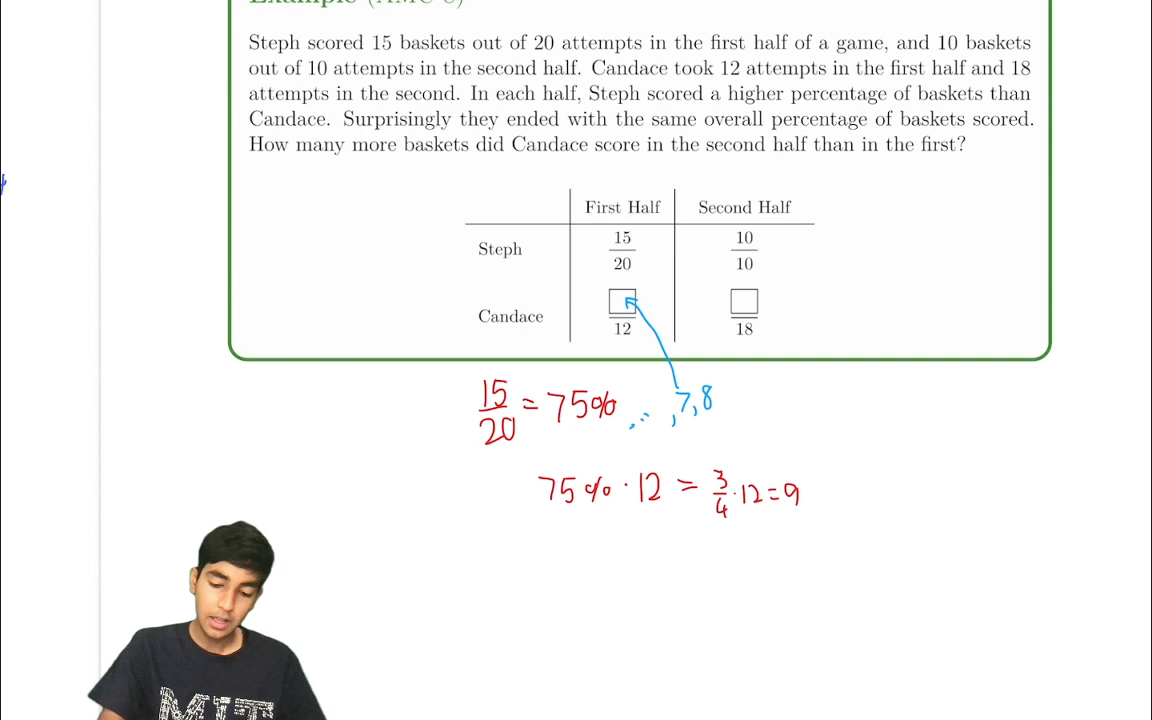 Example (AMC 8)
Steph scored 15 baskets out of 20 attempts in the first half of a game, and 10 baskets
out of 10 attempts in the second half. Candace took 12 attempts in the first half and 18
attempts in the second. In each half, Steph scored a higher percentage of baskets than
Candace. Surprisingly they ended with the same overall percentage of baskets scored.
How many more baskets did Candace score in the second half than in the first?
First Half Second Half
Steph 15/20 10/10
Candace □/12 □/18
15/20 = 75% , ... , 7, 8
75% · 12 = 3/4 · 12 = 9
MIT